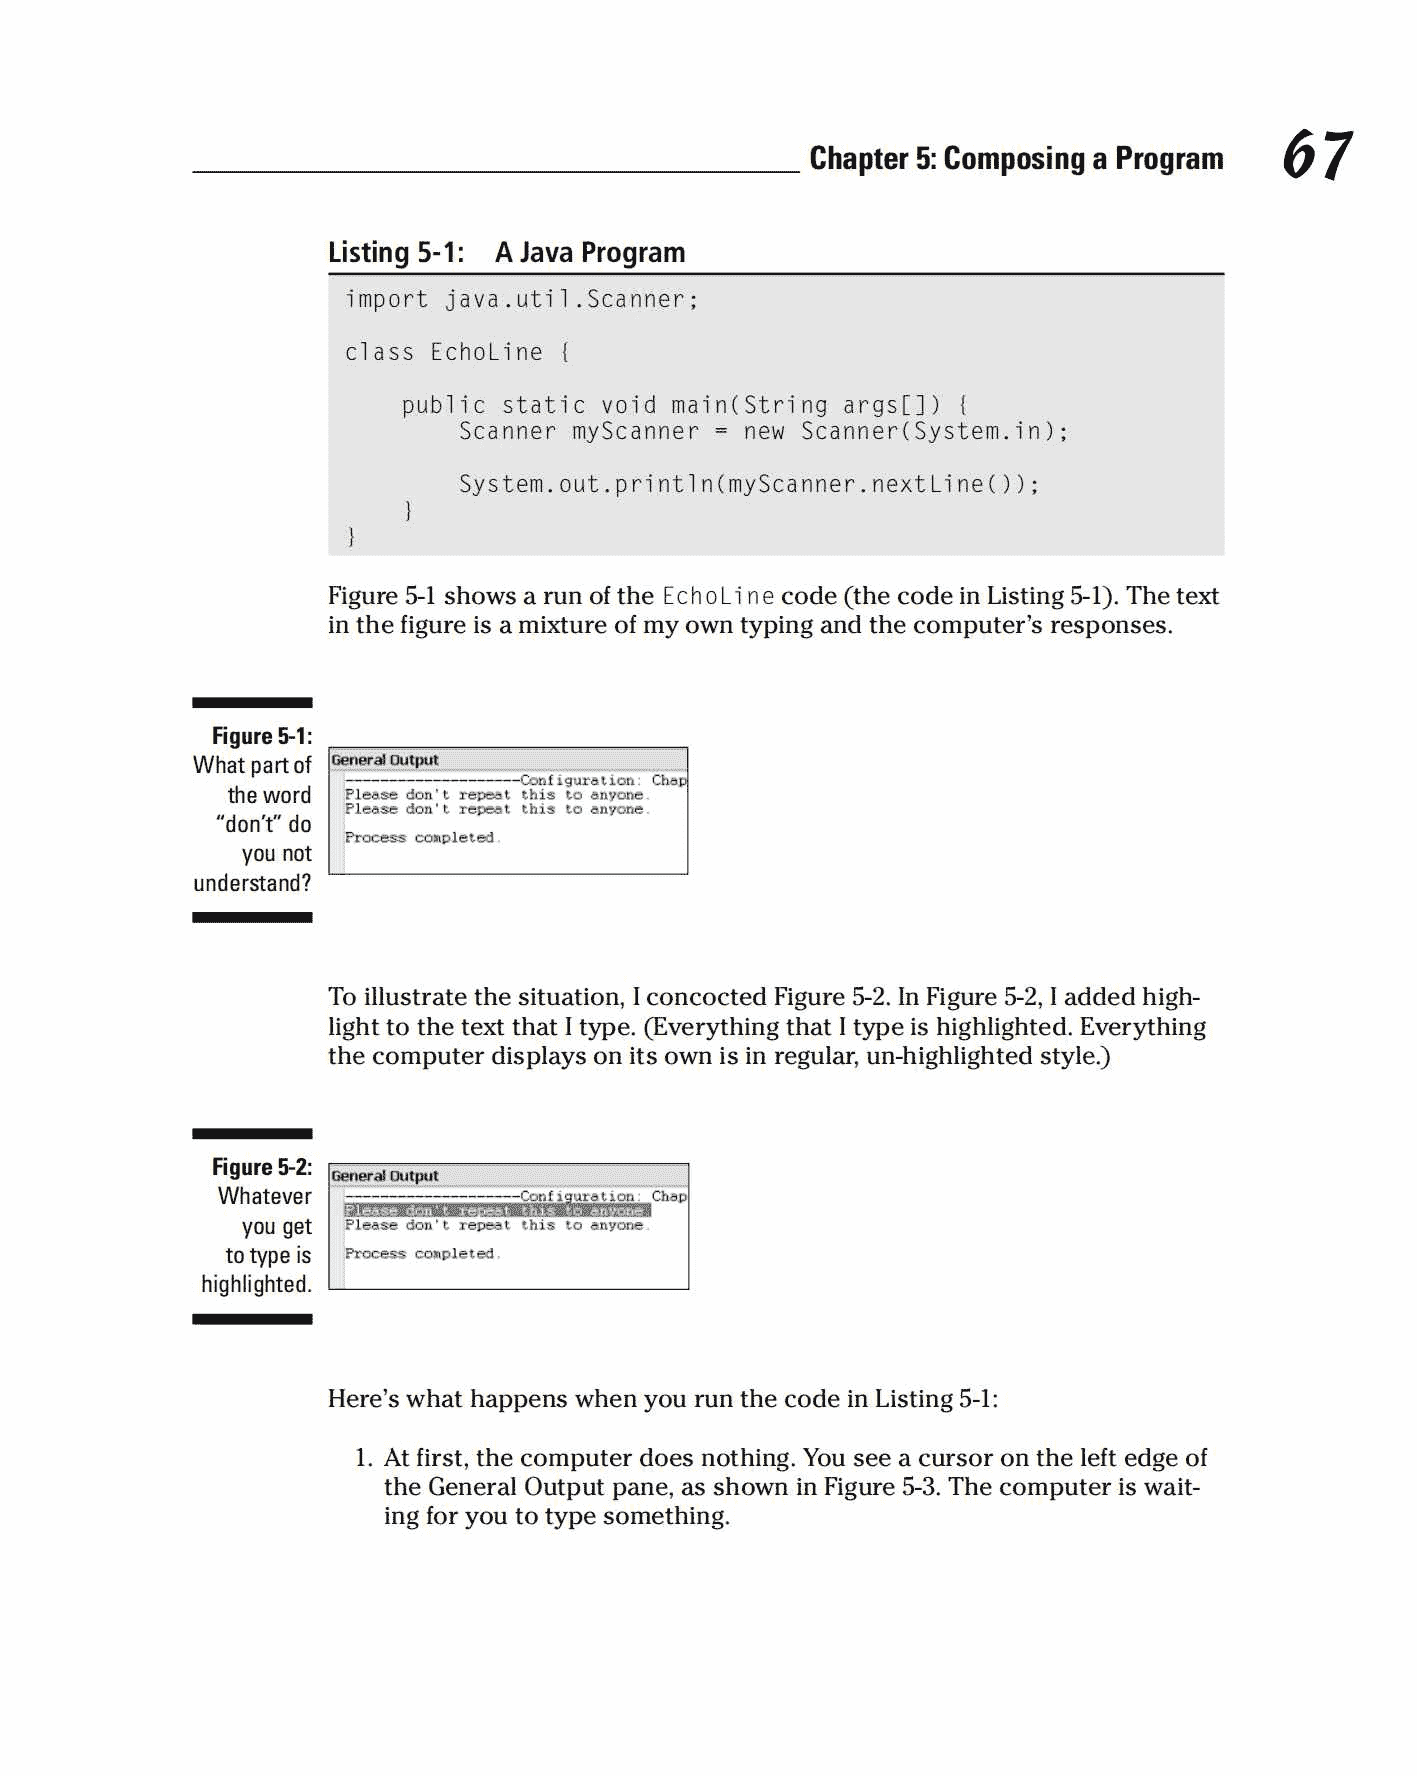 Chapter 5: Composing a Program 67
Listing 5-1: A Java Program
import java.util.Scanner;
class EchoLine {
public static void main(String args[]) {
Scanner myScanner = new Scanner(System.in);
System.out.println(myScanner.nextLine());
}
}
Figure 5-1 shows a run of the EchoLine code (the code in Listing 5-1). The text
in the figure is a mixture of my own typing and the computer's responses.
Figure 5-1:
What part of
the word
"don't" do
you not
understand?
General Output
--------------------Configuration: Chap
Please don't repeat this to anyone.
Please don't repeat this to anyone.
Process completed.
To illustrate the situation, I concocted Figure 5-2. In Figure 5-2, I added high-
light to the text that I type. (Everything that I type is highlighted. Everything
the computer displays on its own is in regular, un-highlighted style.)
Figure 5-2:
Whatever
you get
to type is
highlighted.
General Output
--------------------Configuration: Chap
Please don't repeat this to anyone.
Please don't repeat this to anyone.
Process completed.
Here's what happens when you run the code in Listing 5-1:
1. At first, the computer does nothing. You see a cursor on the left edge of
the General Output pane, as shown in Figure 5-3. The computer is wait-
ing for you to type something.